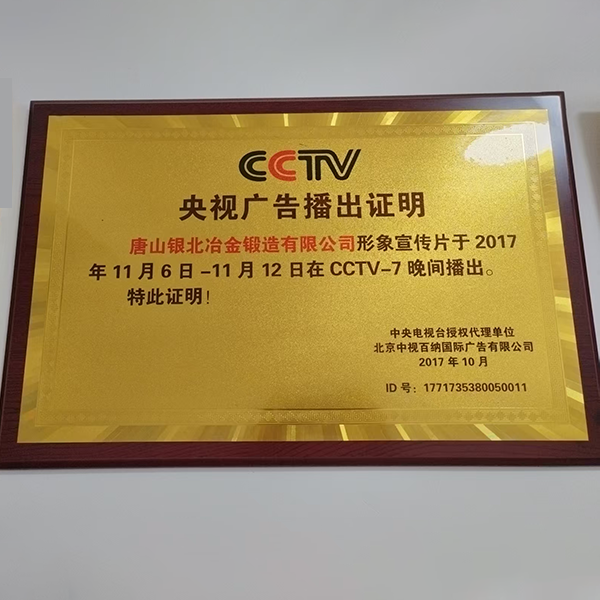 CCTV
央视广告播出证明
唐山银北冶金锻造有限公司形象宣传片于 2017
年 11 月 6 日 -11 月 12 日在 CCTV-7 晚间播出。
特此证明！
中央电视台授权代理单位
北京中视百纳国际广告有限公司
2017 年 10 月
ID 号：1771735380050011